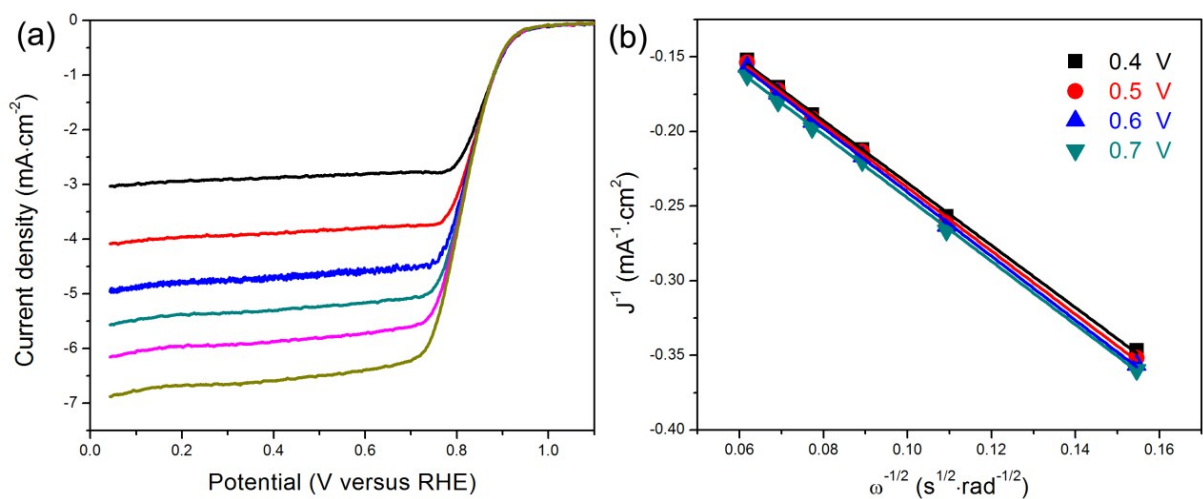 (a)
0
-1
-2
-3
-4
-5
-6
-7
Current density (mA·cm⁻²)
0.0 0.2 0.4 0.6 0.8 1.0
Potential (V versus RHE)
(b)
-0.15
-0.20
-0.25
-0.30
-0.35
-0.40
J⁻¹ (mA⁻¹·cm²)
0.4 V
0.5 V
0.6 V
0.7 V
0.06 0.08 0.10 0.12 0.14 0.16
ω⁻¹/² (s¹/²·rad⁻¹/²)